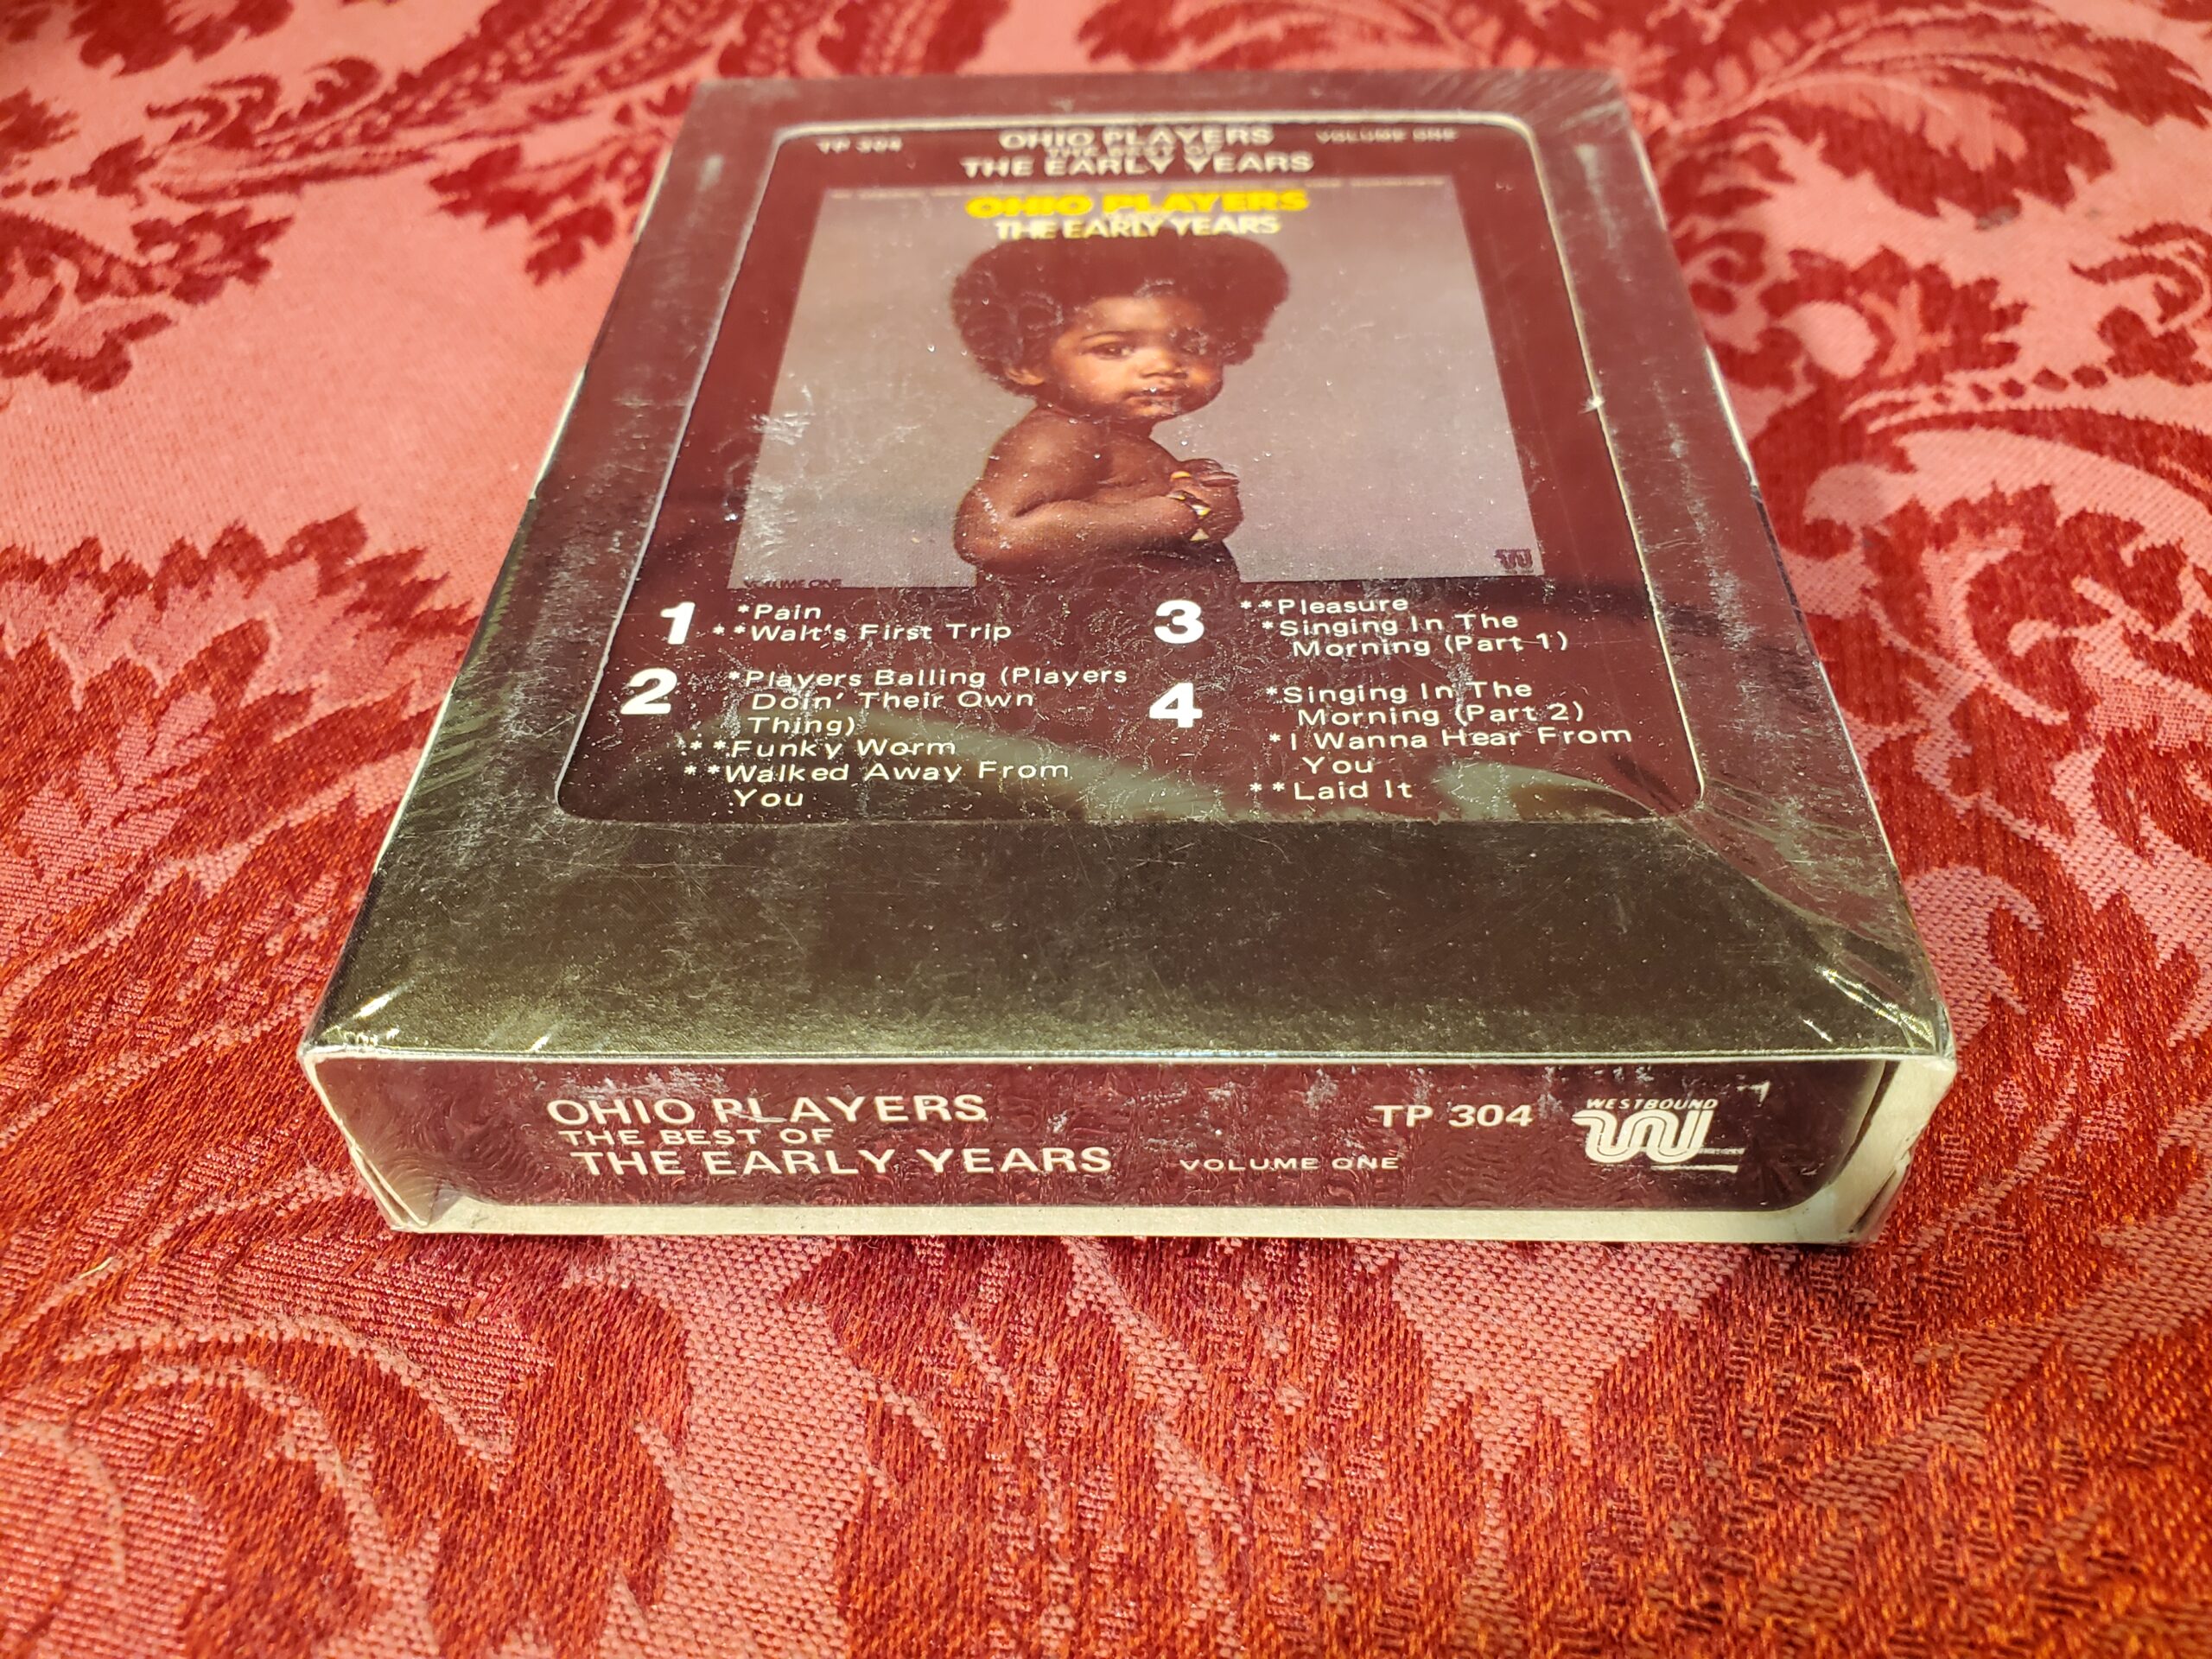 TP 304
OHIO PLAYERS
VOLUME ONE
THE BEST OF
THE EARLY YEARS
OHIO PLAYERS
THE EARLY YEARS
VOLUME ONE
W
1 *Pain
**Walt's First Trip
2 *Players Balling (Players
Doin' Their Own
Thing)
**Funky Worm
**Walked Away From
You
3 **Pleasure
*Singing In The
Morning (Part 1)
4 *Singing In The
Morning (Part 2)
*I Wanna Hear From
You
**Laid It
OHIO PLAYERS
THE BEST OF
THE EARLY YEARS
VOLUME ONE
TP 304
WESTBOUND
W